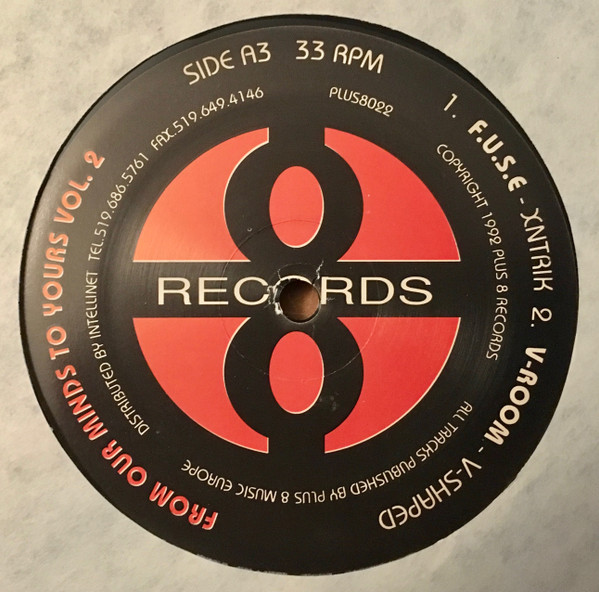 SIDE A3 33 RPM
PLUS8022
1. F.U.S.E - XNTRIK 2. V-ROOM - V-SHAPED
COPYRIGHT 1992 PLUS 8 RECORDS
ALL TRACKS PUBLISHED BY PLUS 8 MUSIC EUROPE
8
RECORDS
DISTRIBUTED BY INTELLINET TEL.519.686.5761 FAX.519.649.4146
FROM OUR MINDS TO YOURS VOL. 2